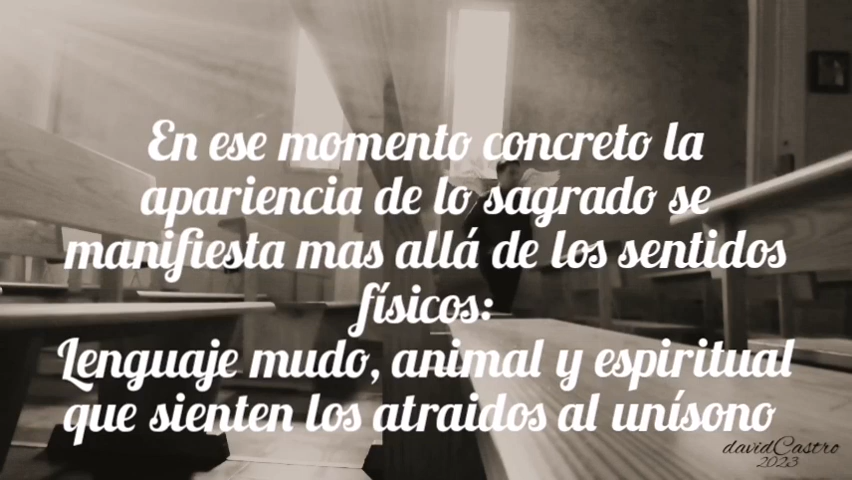 En ese momento concreto la
apariencia de lo sagrado se
manifiesta mas allá de los sentidos
físicos:
Lenguaje mudo, animal y espiritual
que sienten los atraidos al unísono
davidCastro
2023